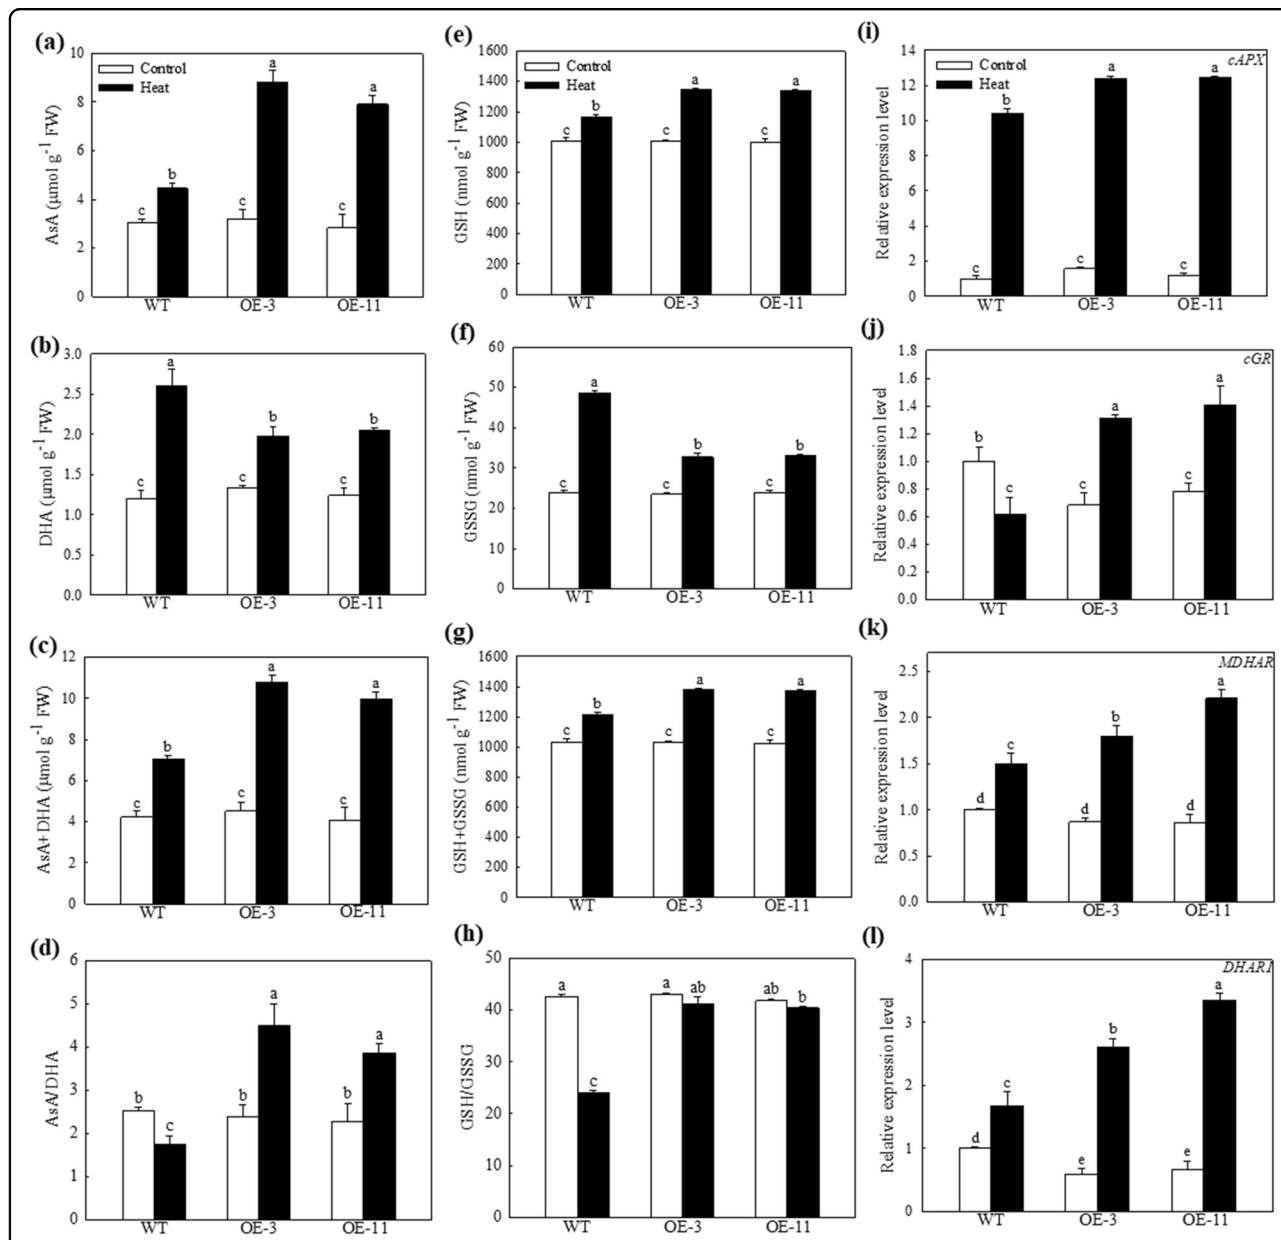 (a)
10
8
6
4
2
0
AsA (μmol g-1 FW)
Control
Heat
c
b
c
a
c
a
WT OE-3 OE-11
(b)
3.0
2.5
2.0
1.5
1.0
0.5
0.0
DHA (μmol g-1 FW)
c
a
c
b
c
b
WT OE-3 OE-11
(c)
12
10
8
6
4
2
0
AsA+DHA (μmol g-1 FW)
c
b
c
a
c
a
WT OE-3 OE-11
(d)
6
5
4
3
2
1
0
AsA/DHA
b
c
b
a
b
a
WT OE-3 OE-11
(e)
1600
1400
1200
1000
800
600
400
200
0
GSH (nmol g-1 FW)
Control
Heat
c
b
c
a
c
a
WT OE-3 OE-11
(f)
60
50
40
30
20
10
0
GSSG (nmol g-1 FW)
c
a
c
b
c
b
WT OE-3 OE-11
(g)
1600
1400
1200
1000
800
600
400
200
0
GSH+GSSG (nmol g-1 FW)
c
b
c
a
c
a
WT OE-3 OE-11
(h)
50
40
30
20
10
0
GSH/GSSG
a
c
a
ab
ab
b
WT OE-3 OE-11
(i)
14
12
10
8
6
4
2
0
Relative expression level
Control
Heat
cAPX
c
b
c
a
c
a
WT OE-3 OE-11
(j)
1.8
1.6
1.4
1.2
1.0
0.8
0.6
0.4
0.2
0.0
Relative expression level
cGR
b
c
c
a
c
a
WT OE-3 OE-11
(k)
2.5
2.0
1.5
1.0
0.5
0.0
Relative expression level
MDHAR
d
c
d
b
d
a
WT OE-3 OE-11
(l)
4
3
2
1
0
Relative expression level
DHAR1
d
c
e
b
e
a
WT OE-3 OE-11